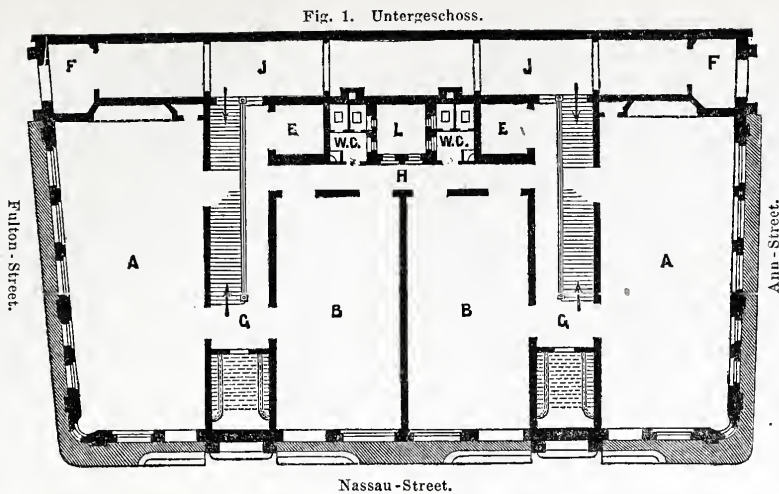 Fig. 1. Untergeschoss.
F J J F
E W.C. L W.C. E
H
A A
B B
G G
Fulton-Street.
Ann-Street.
Nassau-Street.